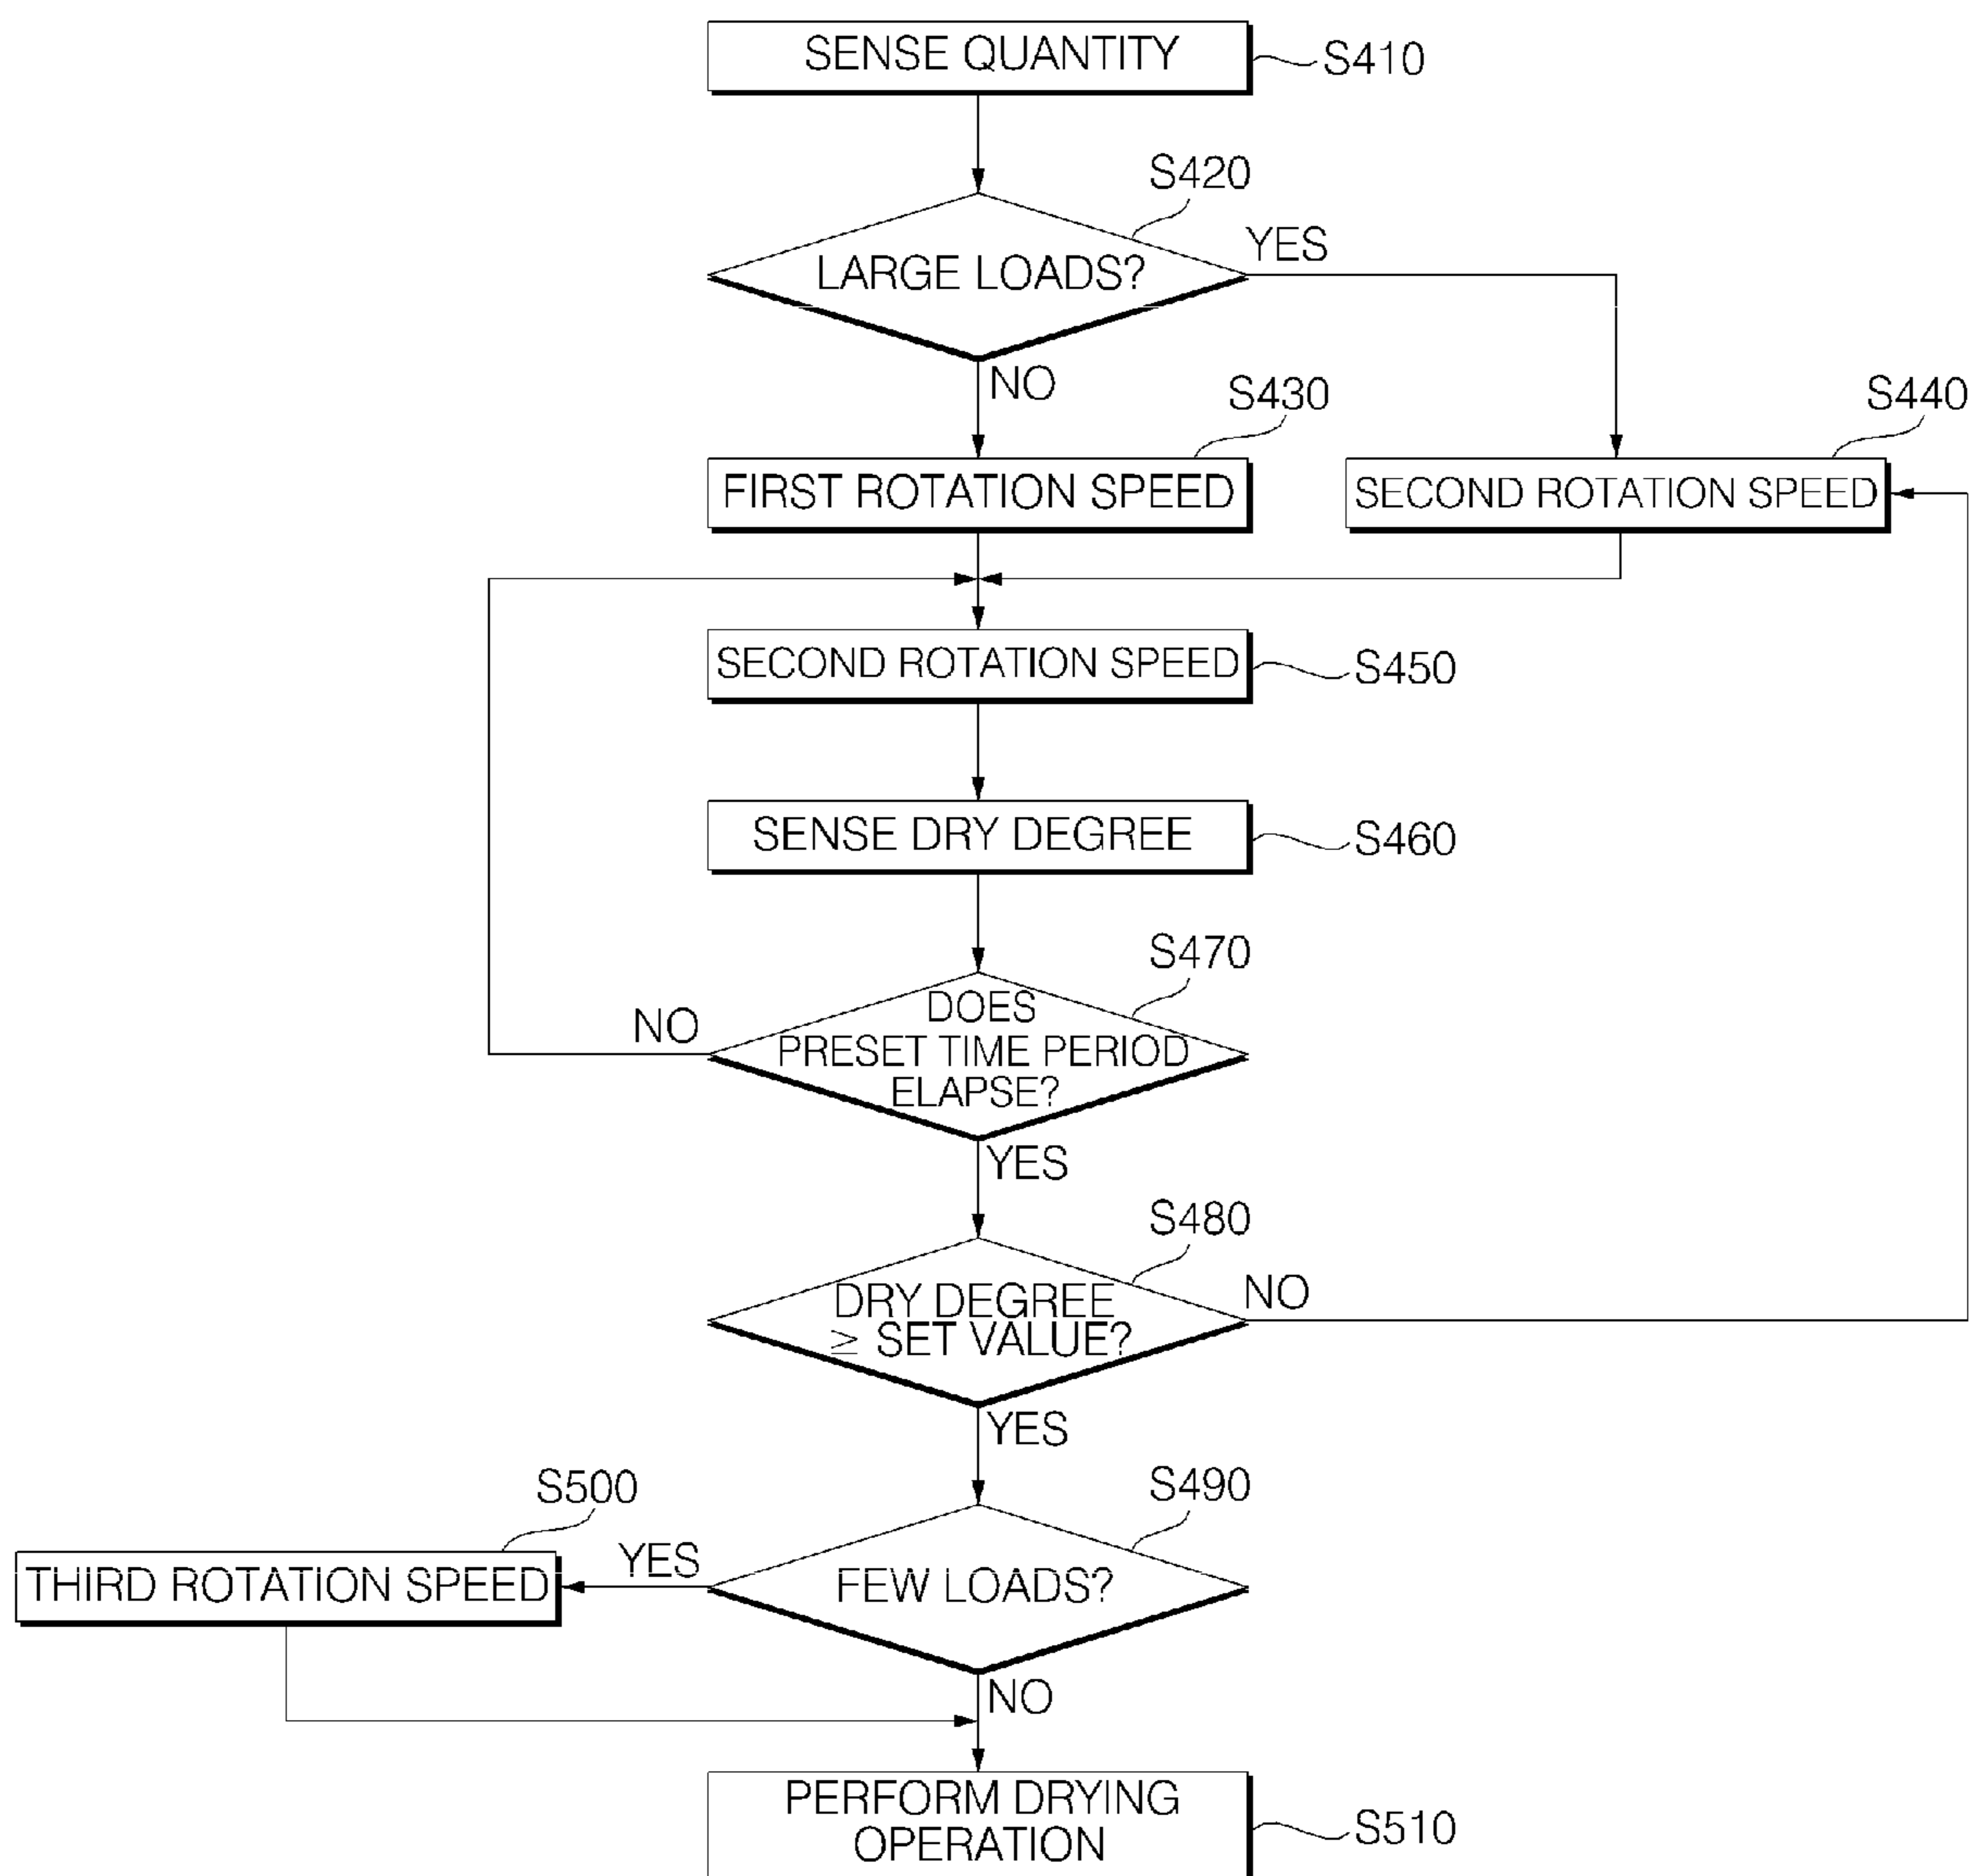 SENSE QUANTITY
S410
S420
LARGE LOADS?
YES
NO
S430
S440
FIRST ROTATION SPEED
SECOND ROTATION SPEED
SECOND ROTATION SPEED
S450
SENSE DRY DEGREE
S460
S470
DOES
PRESET TIME PERIOD
ELAPSE?
NO
YES
S480
DRY DEGREE
≥ SET VALUE?
NO
YES
S490
S500
FEW LOADS?
YES
THIRD ROTATION SPEED
NO
PERFORM DRYING
OPERATION
S510